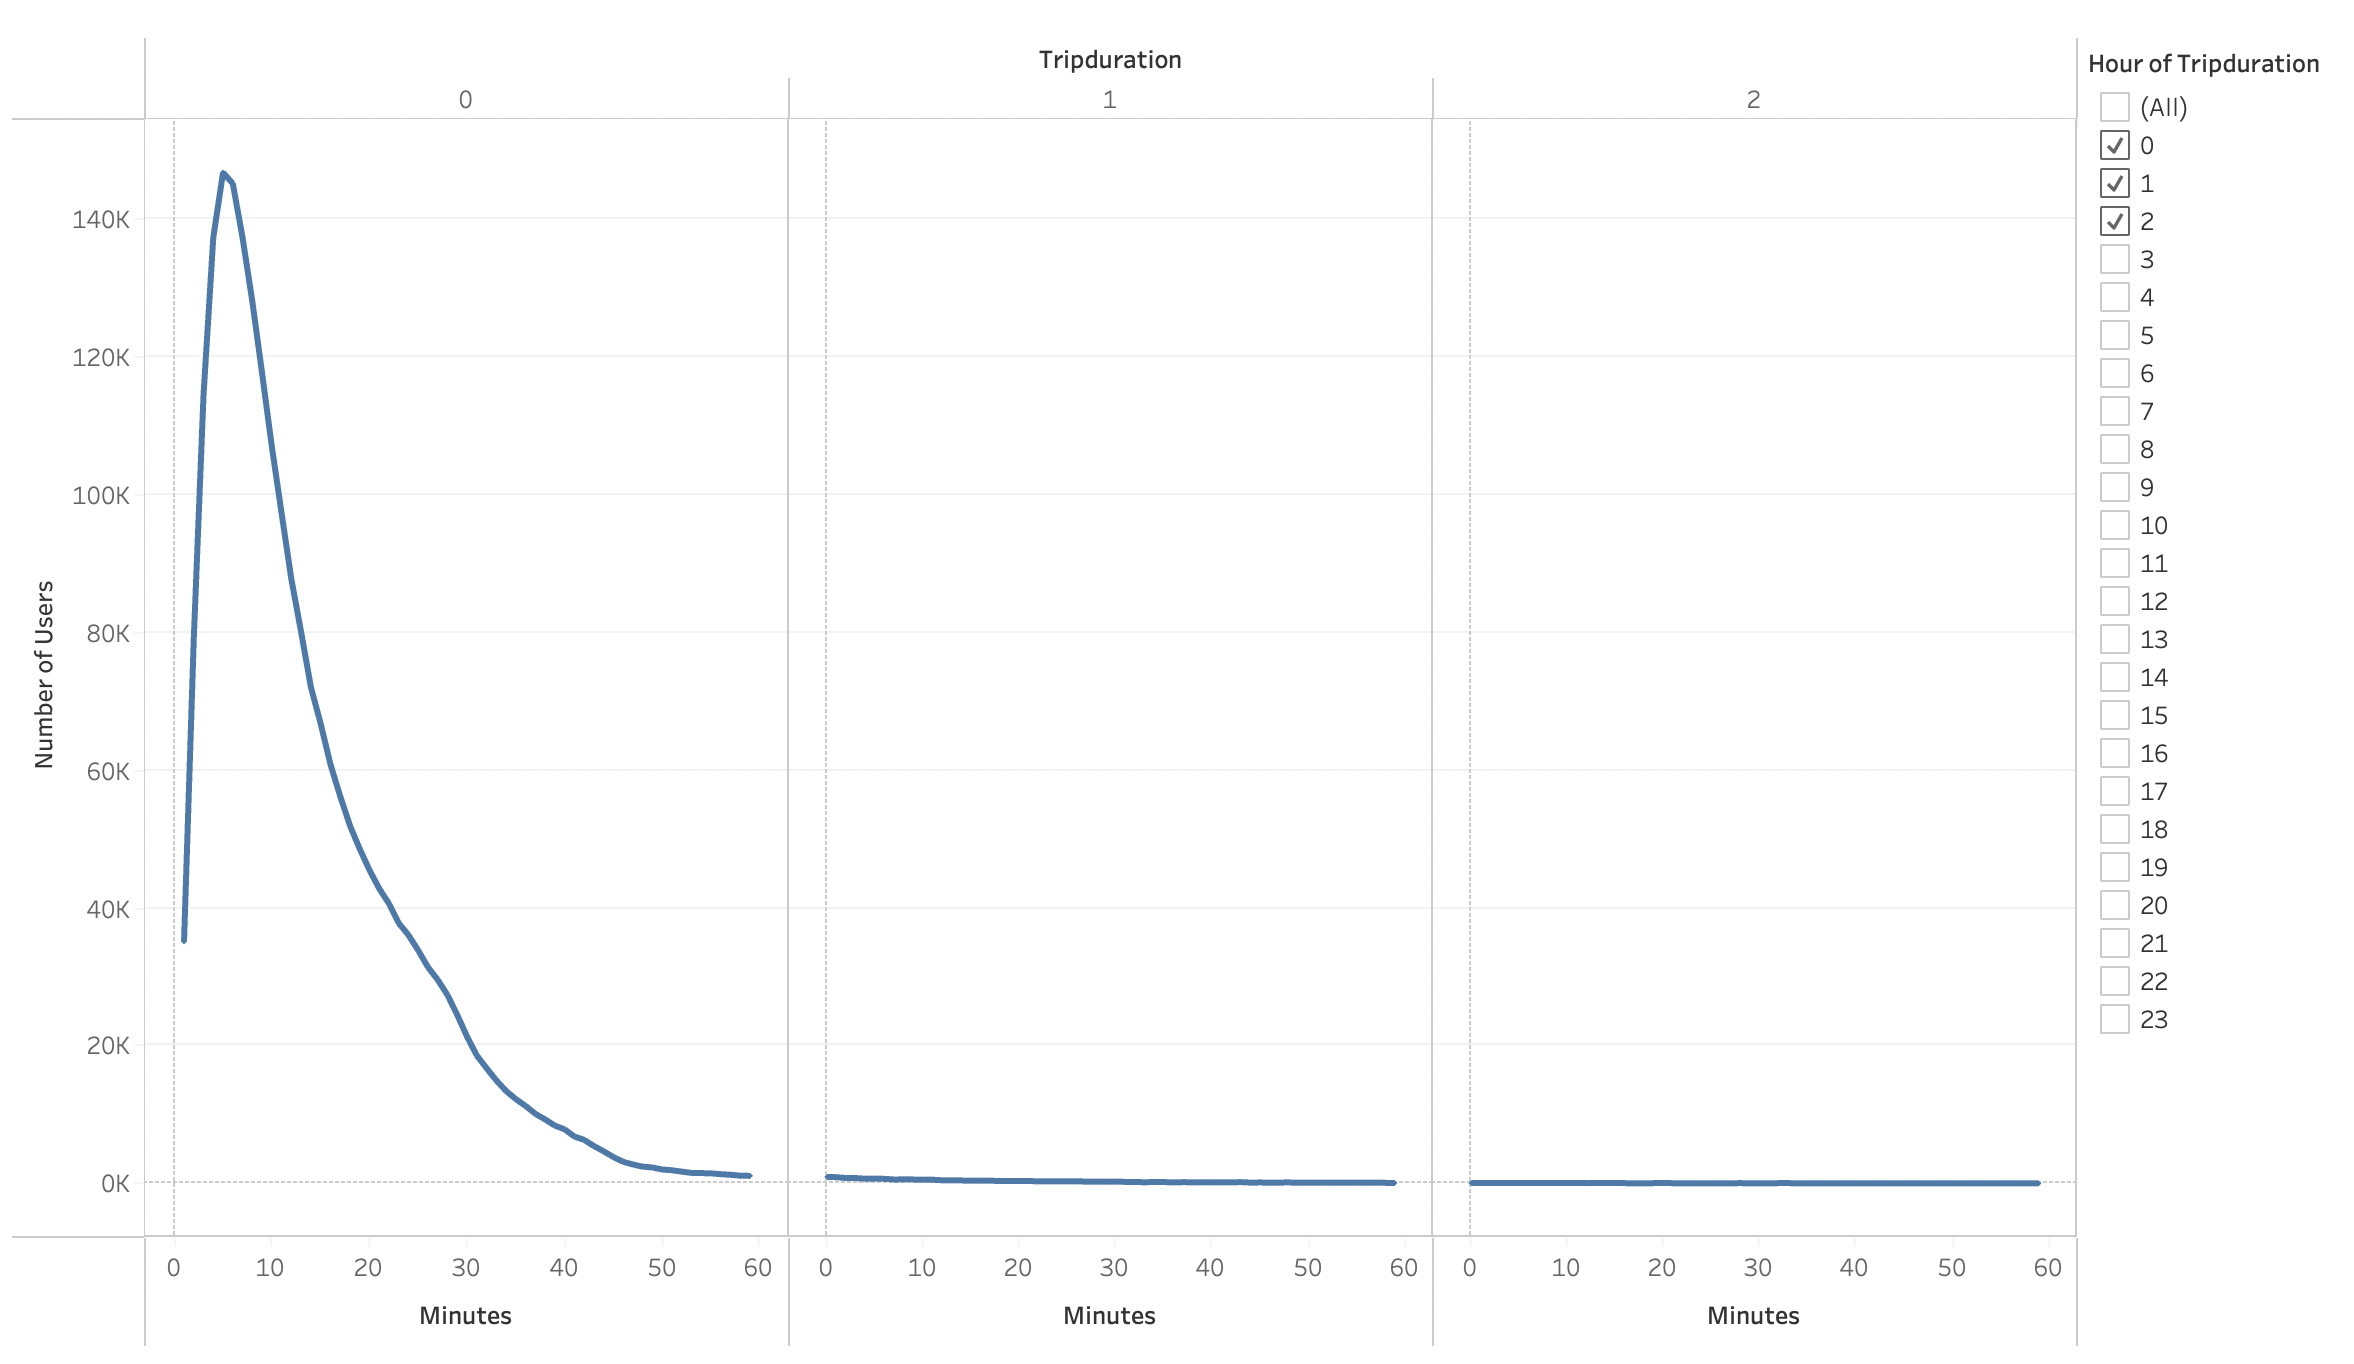 Tripduration
0 1 2
140K
120K
100K
80K
60K
40K
20K
0K
Number of Users
0 10 20 30 40 50 60 0 10 20 30 40 50 60 0 10 20 30 40 50 60
Minutes Minutes Minutes
Hour of Tripduration
(All)
0
1
2
3
4
5
6
7
8
9
10
11
12
13
14
15
16
17
18
19
20
21
22
23